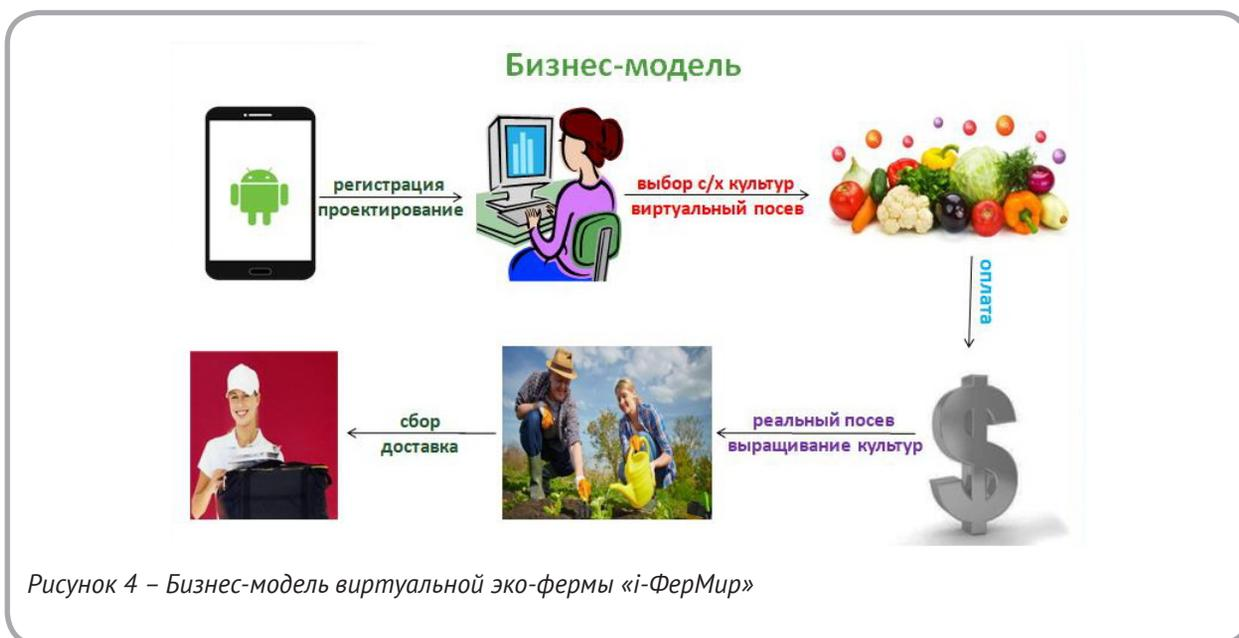 Бизнес-модель
регистрация
проектирование
выбор с/х культур
виртуальный посев
оплата
реальный посев
выращивание культур
сбор
доставка
Рисунок 4 – Бизнес-модель виртуальной эко-фермы «i-ФерМир»